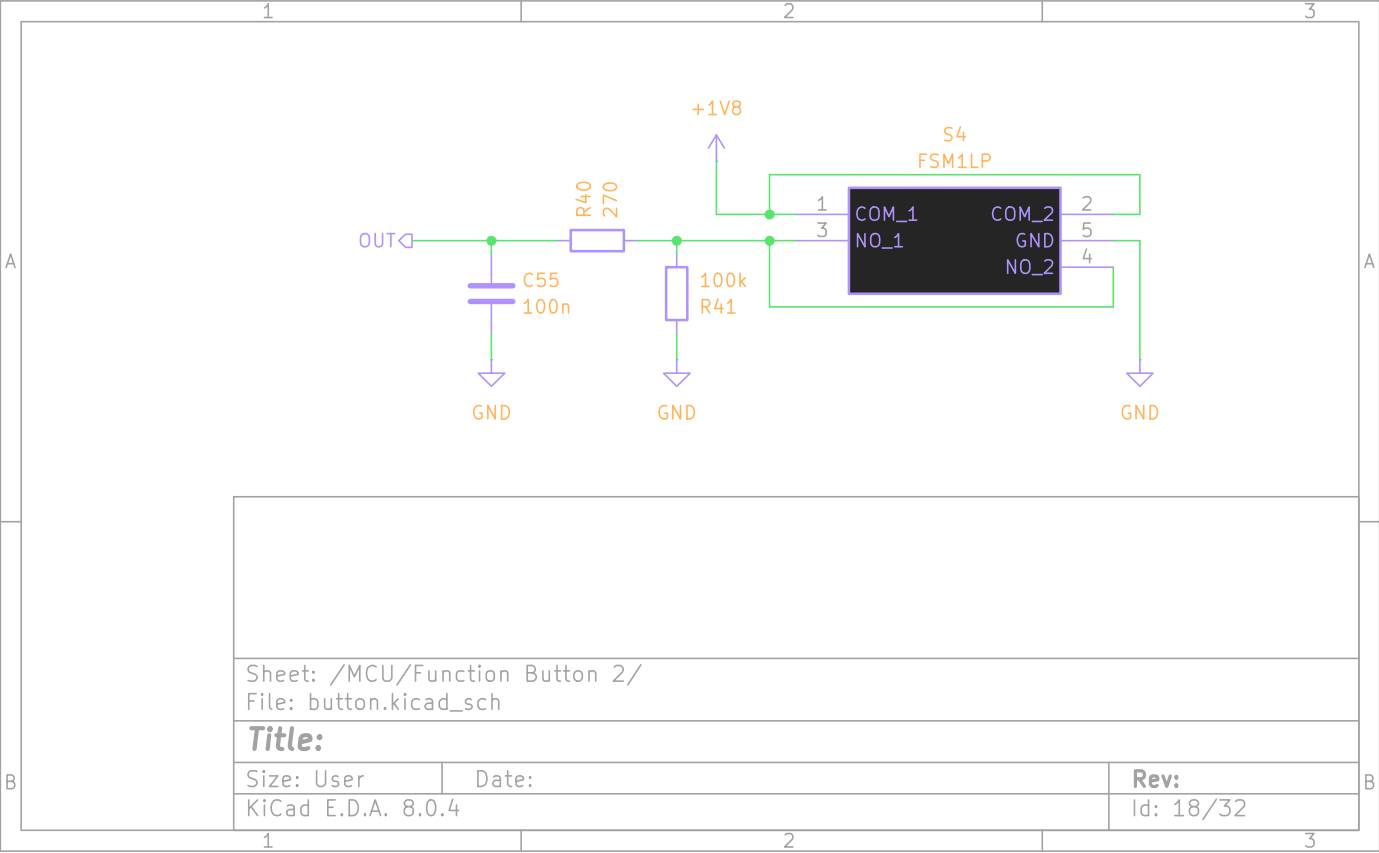 1 2 3
+1V8
S4
FSM1LP
R40
270
1 COM_1 COM_2 2
OUT 3 NO_1 GND 5
NO_2 4
A A
C55 100k
100n R41
GND GND GND
Sheet: /MCU/Function Button 2/
File: button.kicad_sch
Title:
Size: User Date: Rev:
B B
KiCad E.D.A. 8.0.4 Id: 18/32
1 2 3